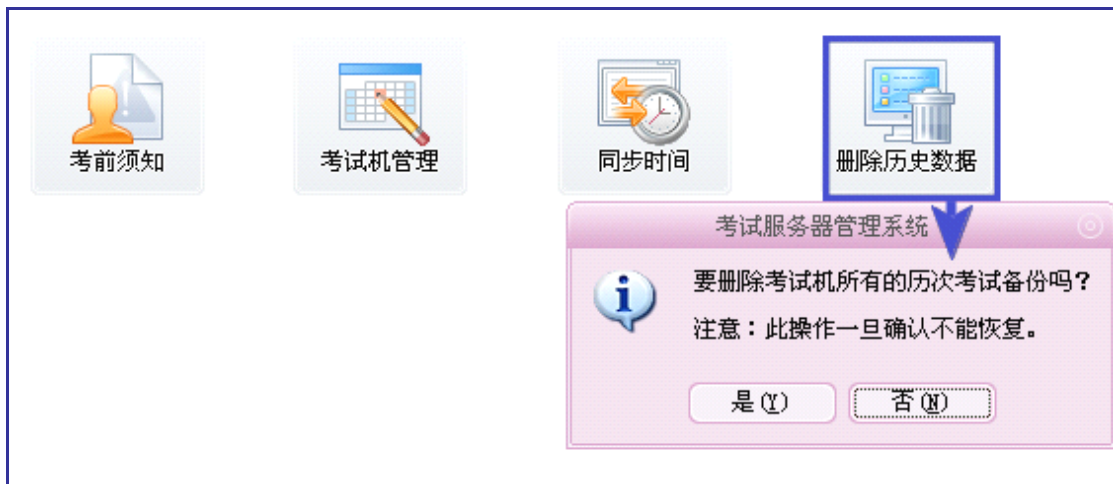 考前须知
考试机管理
同步时间
删除历史数据
考试服务器管理系统
要删除考试机所有的历次考试备份吗?
注意:此操作一旦确认不能恢复。
是(Y)
否(N)